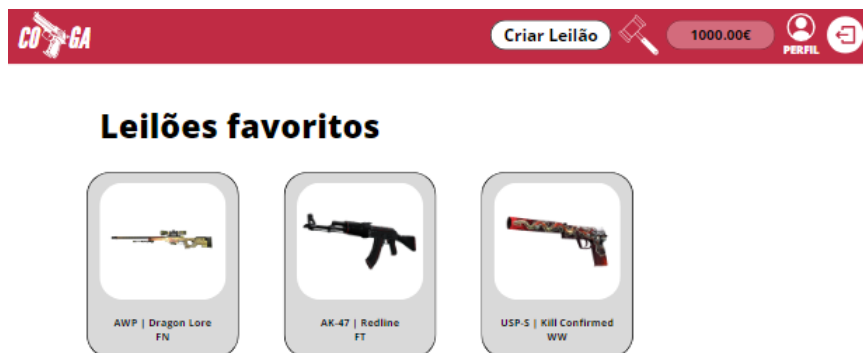 CO GA
Criar Leilão
1000.00€
PERFIL
Leilões favoritos
AWP | Dragon Lore
FN
AK-47 | Redline
FT
USP-S | Kill Confirmed
WW